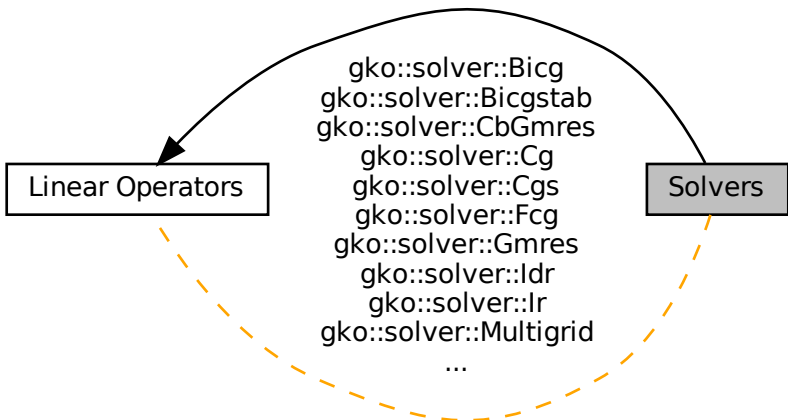 gko::solver::Bicg
gko::solver::Bicgstab
gko::solver::CbGmres
gko::solver::Cg
Linear Operators
gko::solver::Cgs
Solvers
gko::solver::Fcg
gko::solver::Gmres
gko::solver::Idr
gko::solver::Ir
gko::solver::Multigrid
...